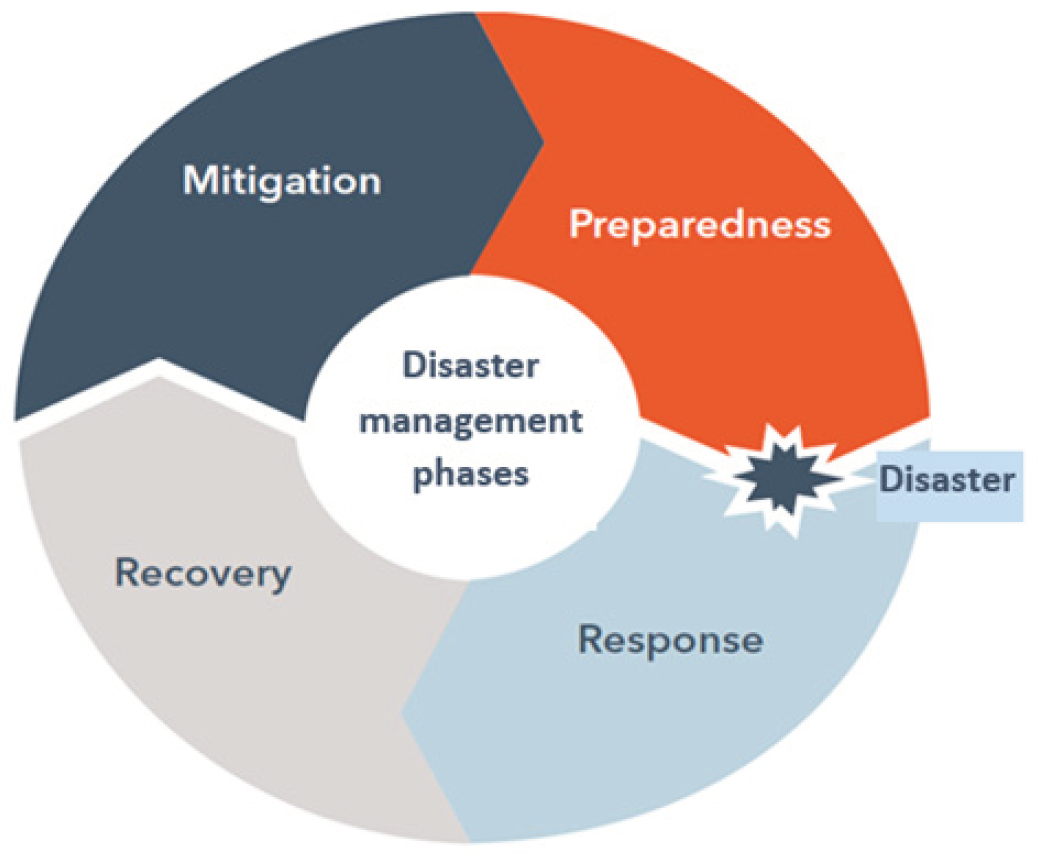 Mitigation
Preparedness
Disaster
management
phases
Disaster
Recovery
Response